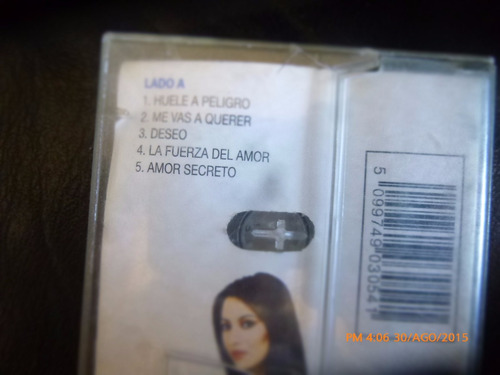 LADO A
1. HUELE A PELIGRO
2. ME VAS A QUERER
3. DESEO
4. LA FUERZA DEL AMOR
5. AMOR SECRETO
5 099749 030541
PM 4:06 30/AGO/2015